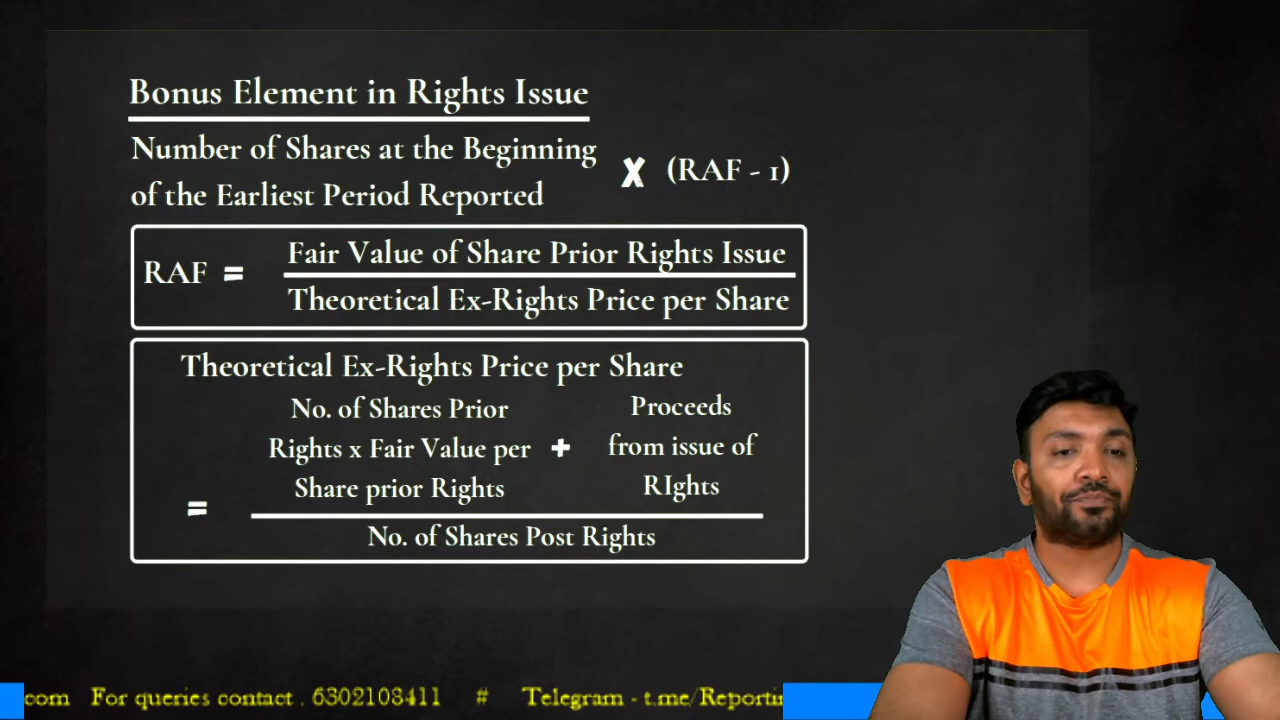 Bonus Element in Rights Issue
Number of Shares at the Beginning
of the Earliest Period Reported
X (RAF - 1)
RAF = Fair Value of Share Prior Rights Issue
Theoretical Ex-Rights Price per Share
Theoretical Ex-Rights Price per Share
No. of Shares Prior
Rights x Fair Value per
Share prior Rights
+
Proceeds
from issue of
RIghts
=
No. of Shares Post Rights
com For queries contact . 6302103411 # Telegram - t.me/Reportin